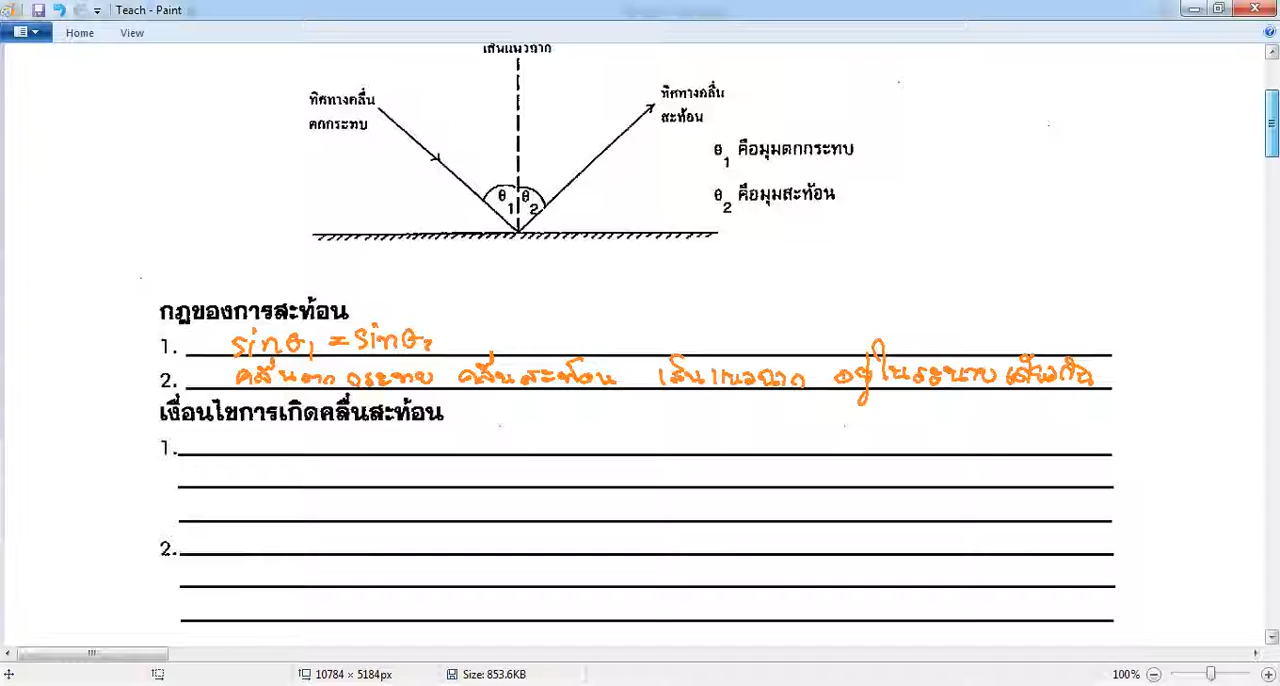 Teach - Paint
Home View
เส้นแนวฉาก
ทิศทางคลื่น
ตกกระทบ
ทิศทางคลื่น
สะท้อน
θ1 คือมุมตกกระทบ
θ1 θ2
θ2 คือมุมสะท้อน
กฎของการสะท้อน
1. sinθ1 = sinθ2
2. คลื่นตกกระทบ คลื่นสะท้อน เส้นแนวฉาก อยู่ในระนาบเดียวกัน
เงื่อนไขการเกิดคลื่นสะท้อน
1.
2.
10784 × 5184px Size: 853.6KB 100%